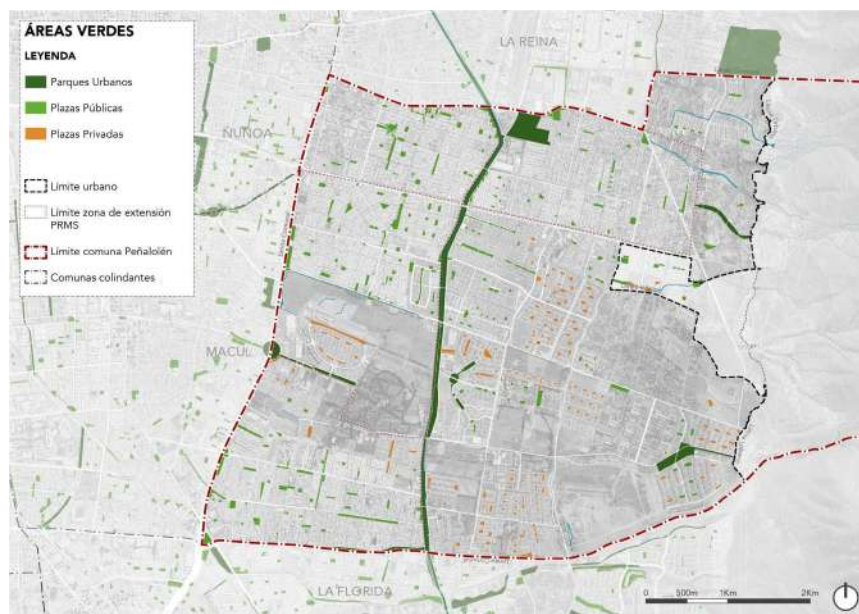 ÁREAS VERDES
LEYENDA
Parques Urbanos
Plazas Públicas
Plazas Privadas
Límite urbano
Límite zona de extensión
PRMS
Límite comuna Peñalolén
Comunas colindantes
LA REINA
ÑUÑOA
MACUL
LA FLORIDA
0 500m 1Km 2Km